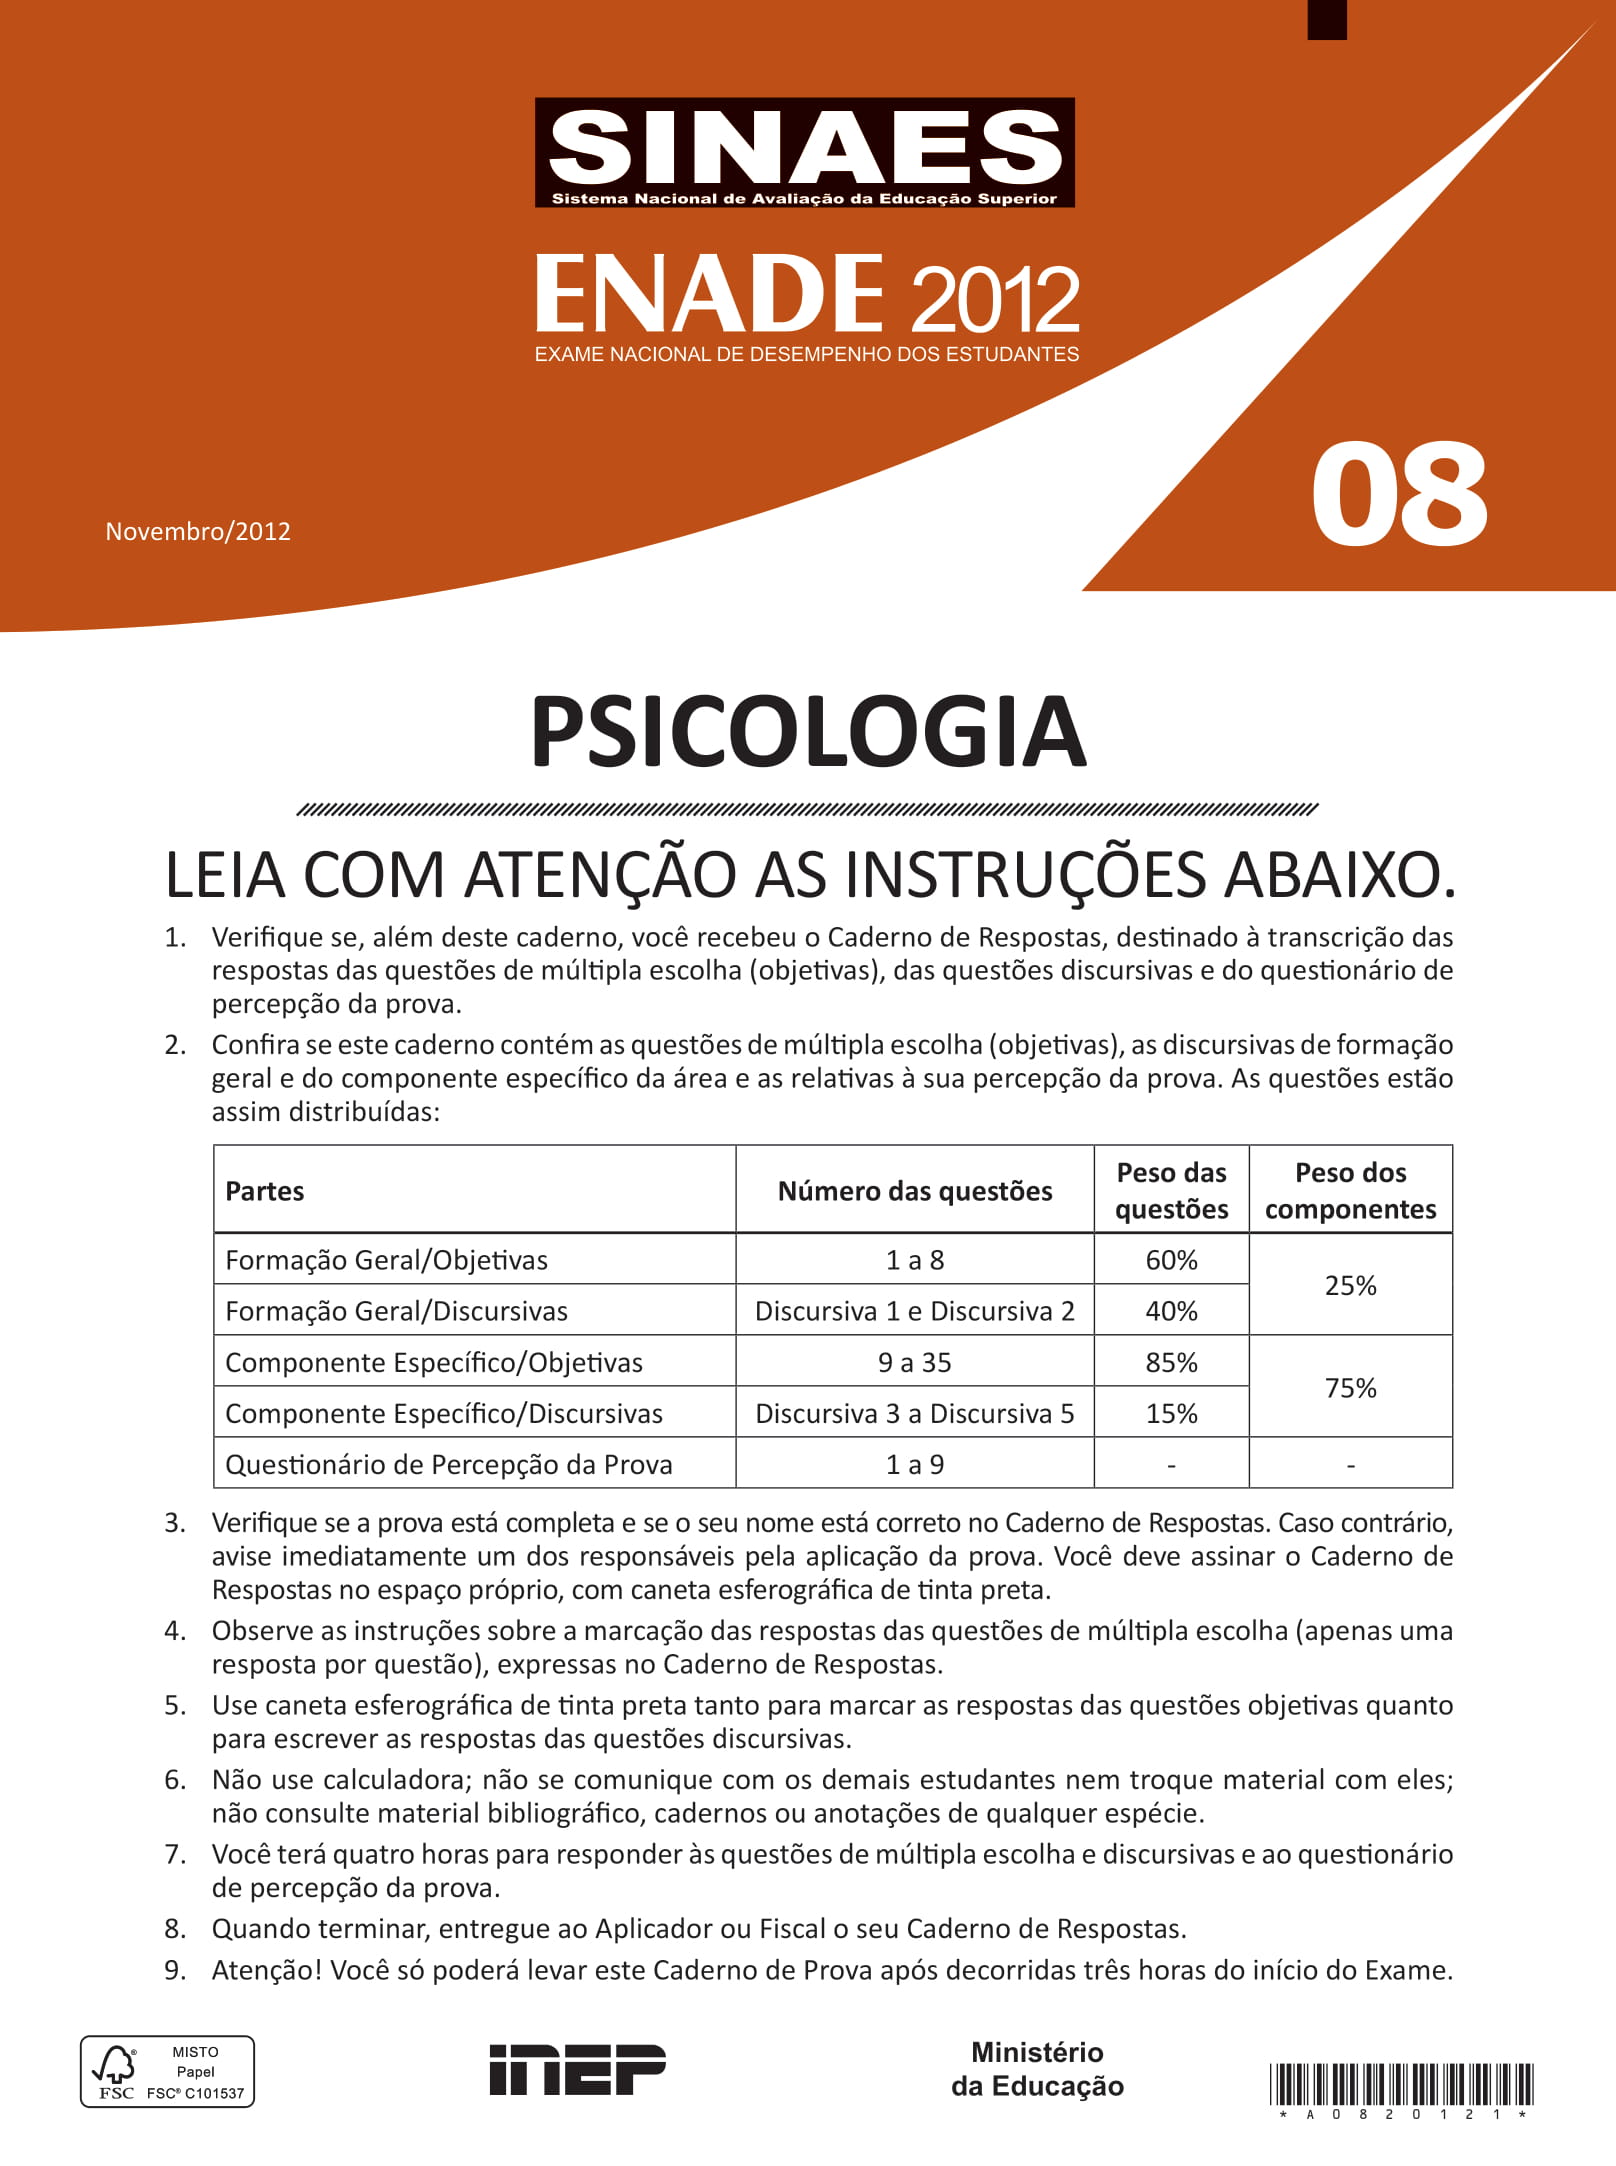 SINAES
Sistema Nacional de Avaliação da Educação Superior
ENADE 2012
EXAME NACIONAL DE DESEMPENHO DOS ESTUDANTES
08
Novembro/2012
PSICOLOGIA
LEIA COM ATENÇÃO AS INSTRUÇÕES ABAIXO.
1. Verifique se, além deste caderno, você recebeu o Caderno de Respostas, destinado à transcrição das
respostas das questões de múltipla escolha (objetivas), das questões discursivas e do questionário de
percepção da prova.
2. Confira se este caderno contém as questões de múltipla escolha (objetivas), as discursivas de formação
geral e do componente específico da área e as relativas à sua percepção da prova. As questões estão
assim distribuídas:
Partes Número das questões Peso das questões Peso dos componentes
Formação Geral/Objetivas 1 a 8 60% 25%
Formação Geral/Discursivas Discursiva 1 e Discursiva 2 40%
Componente Específico/Objetivas 9 a 35 85% 75%
Componente Específico/Discursivas Discursiva 3 a Discursiva 5 15%
Questionário de Percepção da Prova 1 a 9 - -
3. Verifique se a prova está completa e se o seu nome está correto no Caderno de Respostas. Caso contrário,
avise imediatamente um dos responsáveis pela aplicação da prova. Você deve assinar o Caderno de
Respostas no espaço próprio, com caneta esferográfica de tinta preta.
4. Observe as instruções sobre a marcação das respostas das questões de múltipla escolha (apenas uma
resposta por questão), expressas no Caderno de Respostas.
5. Use caneta esferográfica de tinta preta tanto para marcar as respostas das questões objetivas quanto
para escrever as respostas das questões discursivas.
6. Não use calculadora; não se comunique com os demais estudantes nem troque material com eles;
não consulte material bibliográfico, cadernos ou anotações de qualquer espécie.
7. Você terá quatro horas para responder às questões de múltipla escolha e discursivas e ao questionário
de percepção da prova.
8. Quando terminar, entregue ao Aplicador ou Fiscal o seu Caderno de Respostas.
9. Atenção! Você só poderá levar este Caderno de Prova após decorridas três horas do início do Exame.
MISTO
Papel
FSC FSC® C101537
INEP
Ministério
da Educação
* A 0 8 2 0 1 2 1 *